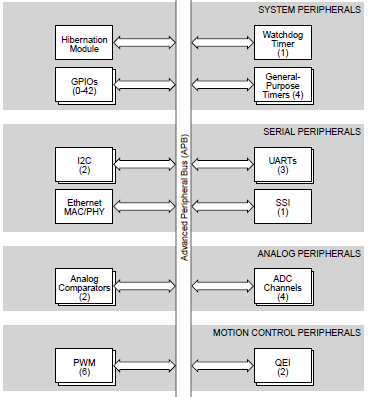 SYSTEM PERIPHERALS
Hibernation
Module
Watchdog
Timer
(1)
GPIOs
(0-42)
General-
Purpose
Timers (4)
Advanced Peripheral Bus (APB)
SERIAL PERIPHERALS
I2C
(2)
UARTs
(3)
Ethernet
MAC/PHY
SSI
(1)
ANALOG PERIPHERALS
Analog
Comparators
(2)
ADC
Channels
(4)
MOTION CONTROL PERIPHERALS
PWM
(6)
QEI
(2)